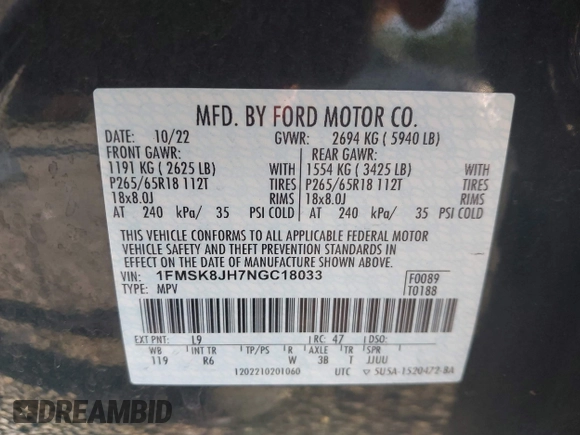 MFD. BY FORD MOTOR CO.
DATE: 10/22 GVWR: 2694 KG ( 5940 LB)
FRONT GAWR: REAR GAWR:
1191 KG ( 2625 LB) WITH 1554 KG ( 3425 LB) WITH
P265/65R18 112T TIRES P265/65R18 112T TIRES
18x8.0J RIMS 18x8.0J RIMS
AT 240 kPa/ 35 PSI COLD AT 240 kPa/ 35 PSI COLD
THIS VEHICLE CONFORMS TO ALL APPLICABLE FEDERAL MOTOR
VEHICLE SAFETY AND THEFT PREVENTION STANDARDS
IN EFFECT ON THE DATE OF MANUFACTURE SHOWN ABOVE.
VIN: 1FMSK8JH7NGC18033 F0089
TYPE: MPV T0188
EXT PNT: L9 RC: 47 DSO:
WB INT TR TP/PS R AXLE TR SPR
119 R6 W 3B T JJUU
1202210201060 UTC SU5A-1520472-BA
DREAMBID